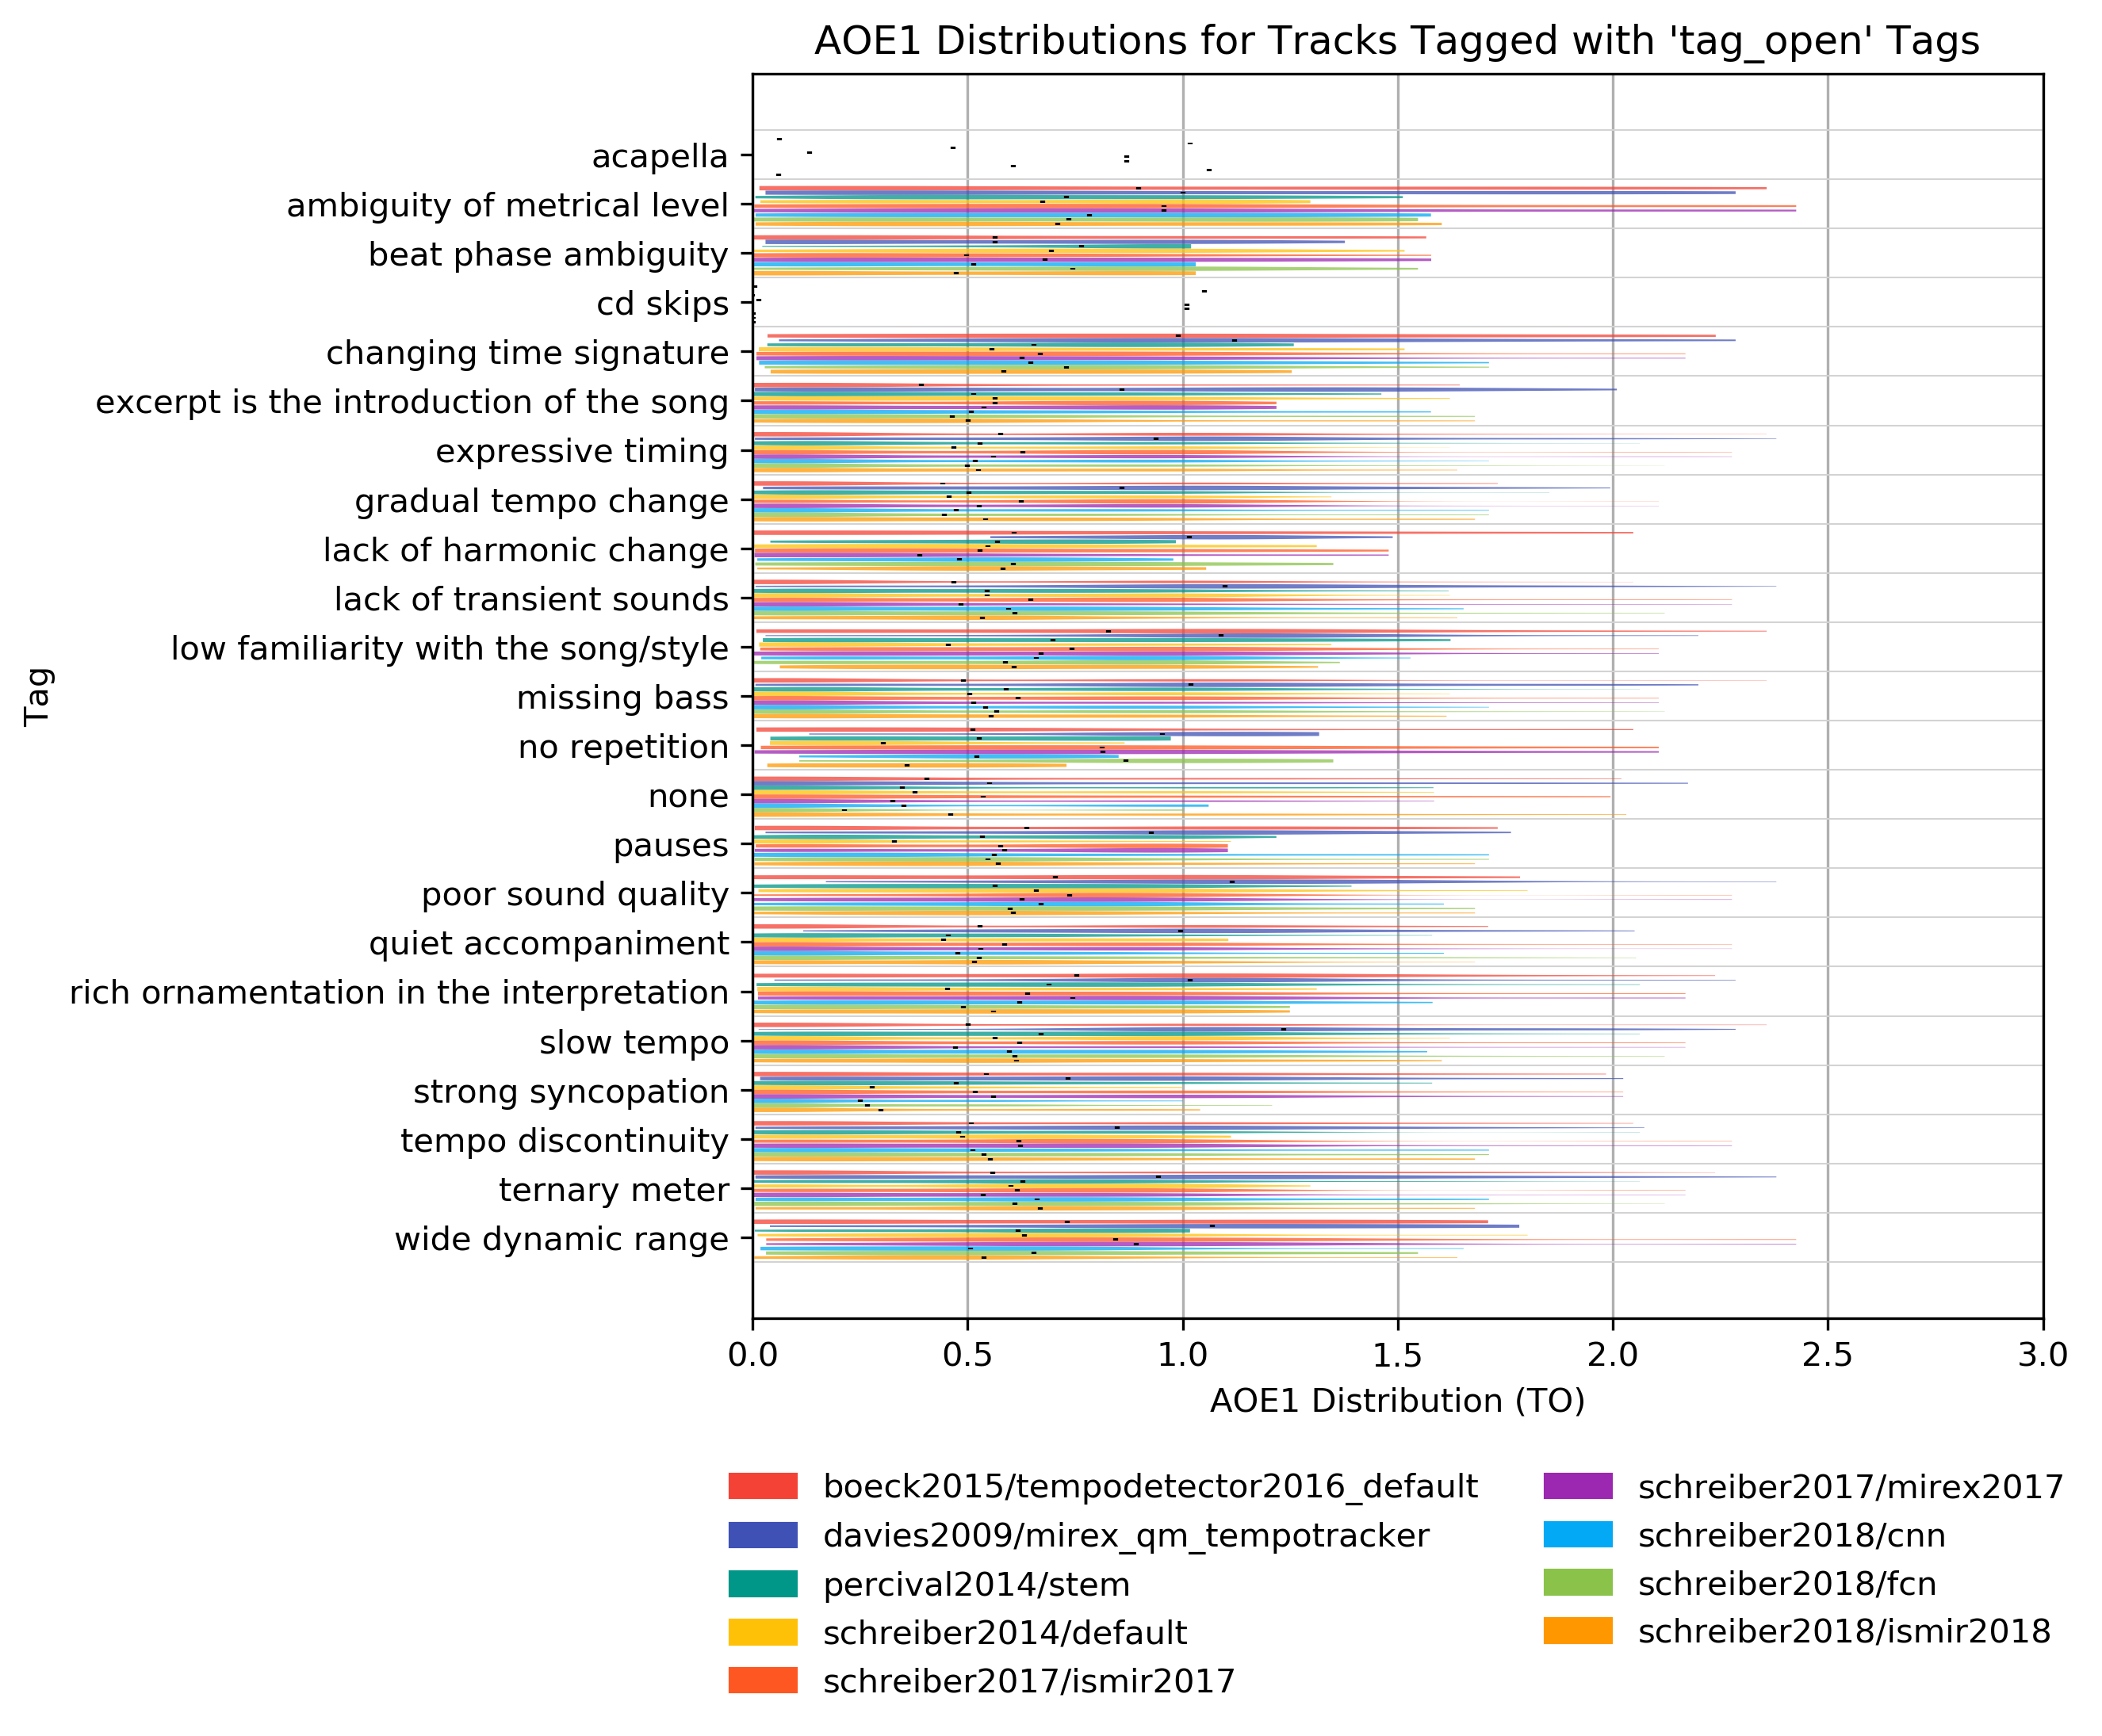 AOE1 Distributions for Tracks Tagged with 'tag_open' Tags
acapella
ambiguity of metrical level
beat phase ambiguity
cd skips
changing time signature
excerpt is the introduction of the song
expressive timing
gradual tempo change
lack of harmonic change
lack of transient sounds
low familiarity with the song/style
missing bass
no repetition
none
pauses
poor sound quality
quiet accompaniment
rich ornamentation in the interpretation
slow tempo
strong syncopation
tempo discontinuity
ternary meter
wide dynamic range
Tag
0.0 0.5 1.0 1.5 2.0 2.5 3.0
AOE1 Distribution (TO)
boeck2015/tempodetector2016_default
davies2009/mirex_qm_tempotracker
percival2014/stem
schreiber2014/default
schreiber2017/ismir2017
schreiber2017/mirex2017
schreiber2018/cnn
schreiber2018/fcn
schreiber2018/ismir2018